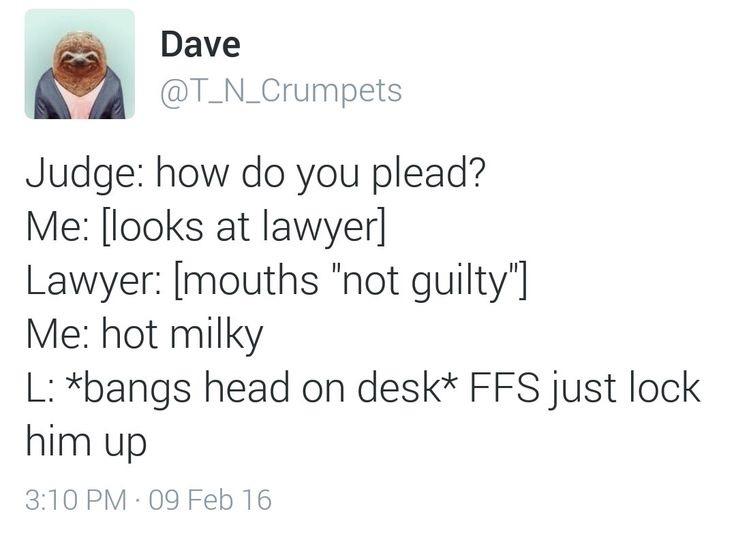 Dave
@T_N_Crumpets
Judge: how do you plead?
Me: [looks at lawyer]
Lawyer: [mouths "not guilty"]
Me: hot milky
L: *bangs head on desk* FFS just lock
him up
3:10 PM · 09 Feb 16